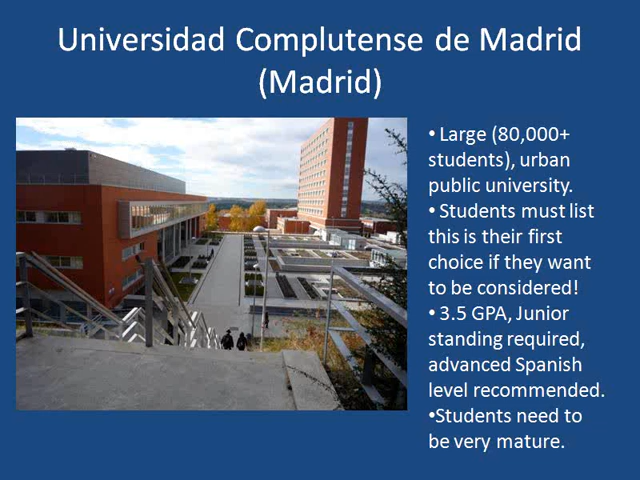 Universidad Complutense de Madrid
(Madrid)
• Large (80,000+
students), urban
public university.
• Students must list
this is their first
choice if they want
to be considered!
• 3.5 GPA, Junior
standing required,
advanced Spanish
level recommended.
•Students need to
be very mature.